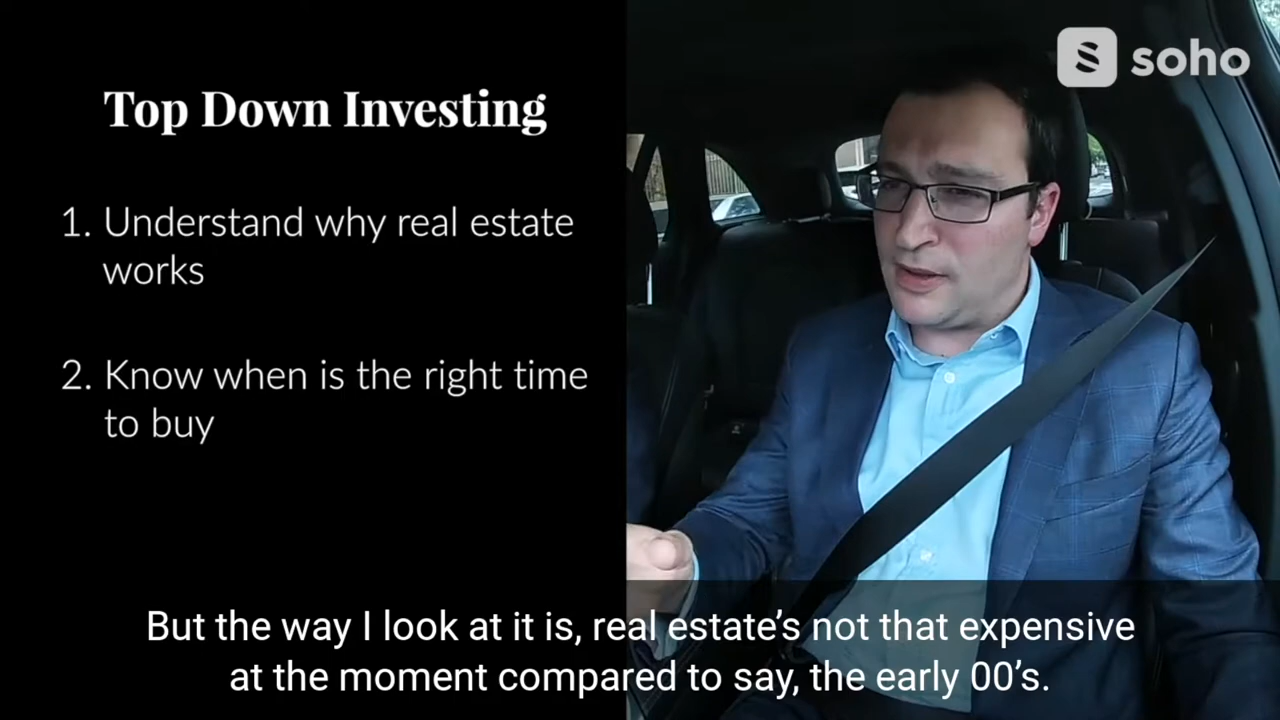 soho
Top Down Investing
1. Understand why real estate
works
2. Know when is the right time
to buy
But the way I look at it is, real estate’s not that expensive
at the moment compared to say, the early 00’s.